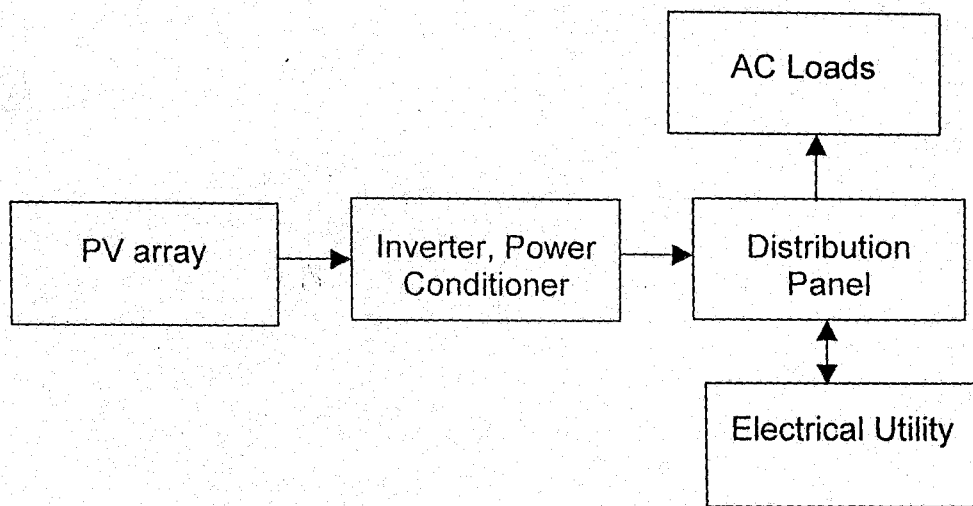 AC Loads
PV array
Inverter, Power
Conditioner
Distribution
Panel
Electrical Utility